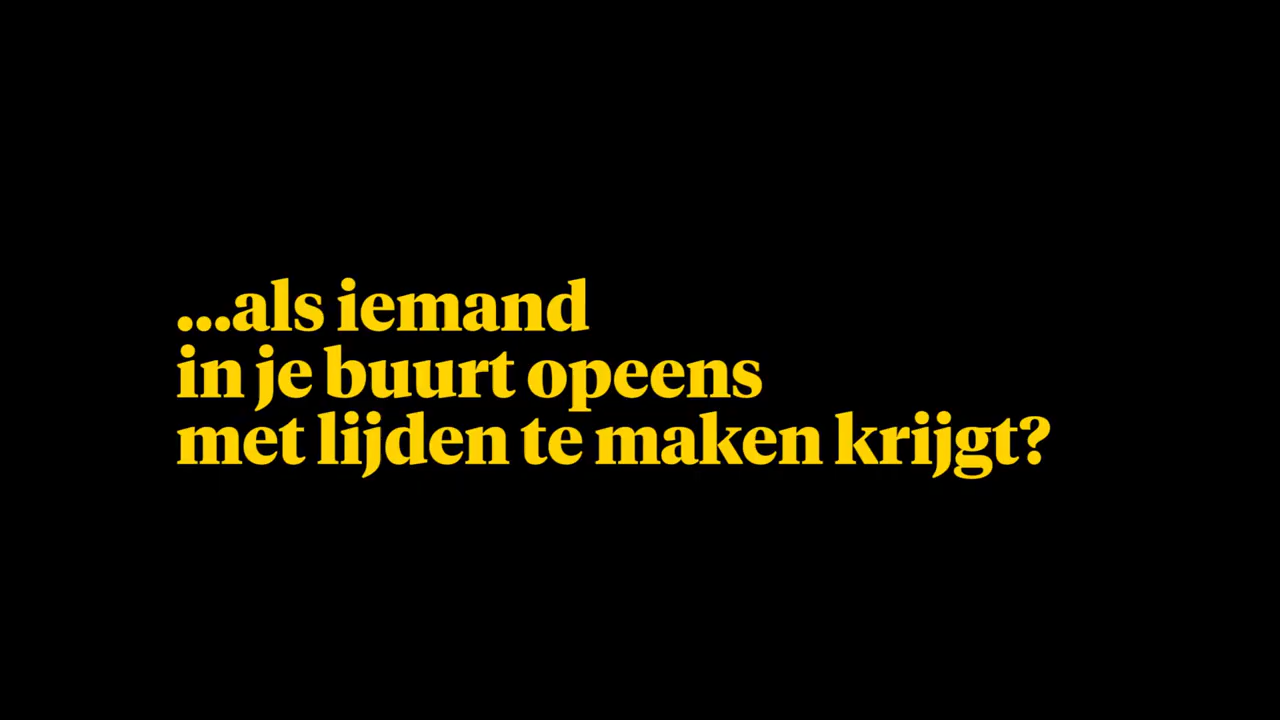 ...als iemand
in je buurt opeens
met lijden te maken krijgt?